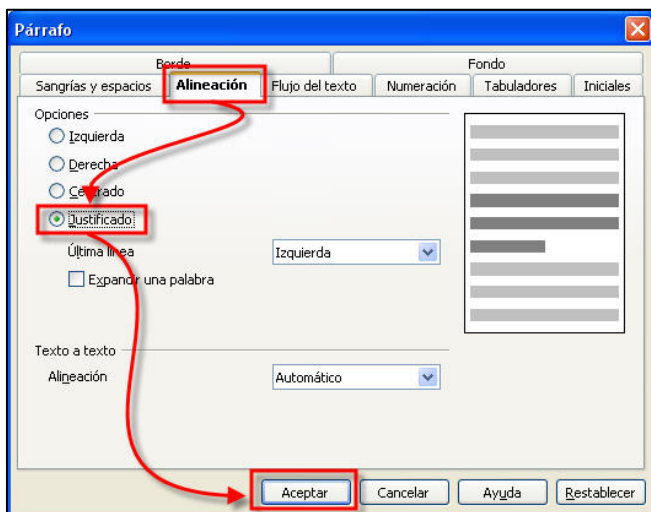 Párrafo
Borde Fondo
Sangrías y espacios Alineación Flujo del texto Numeración Tabuladores Iniciales
Opciones
Izquierda
Derecha
Centrado
Justificado
Última línea Izquierda
Expandir una palabra
Texto a texto
Alineación Automático
Aceptar Cancelar Ayuda Restablecer